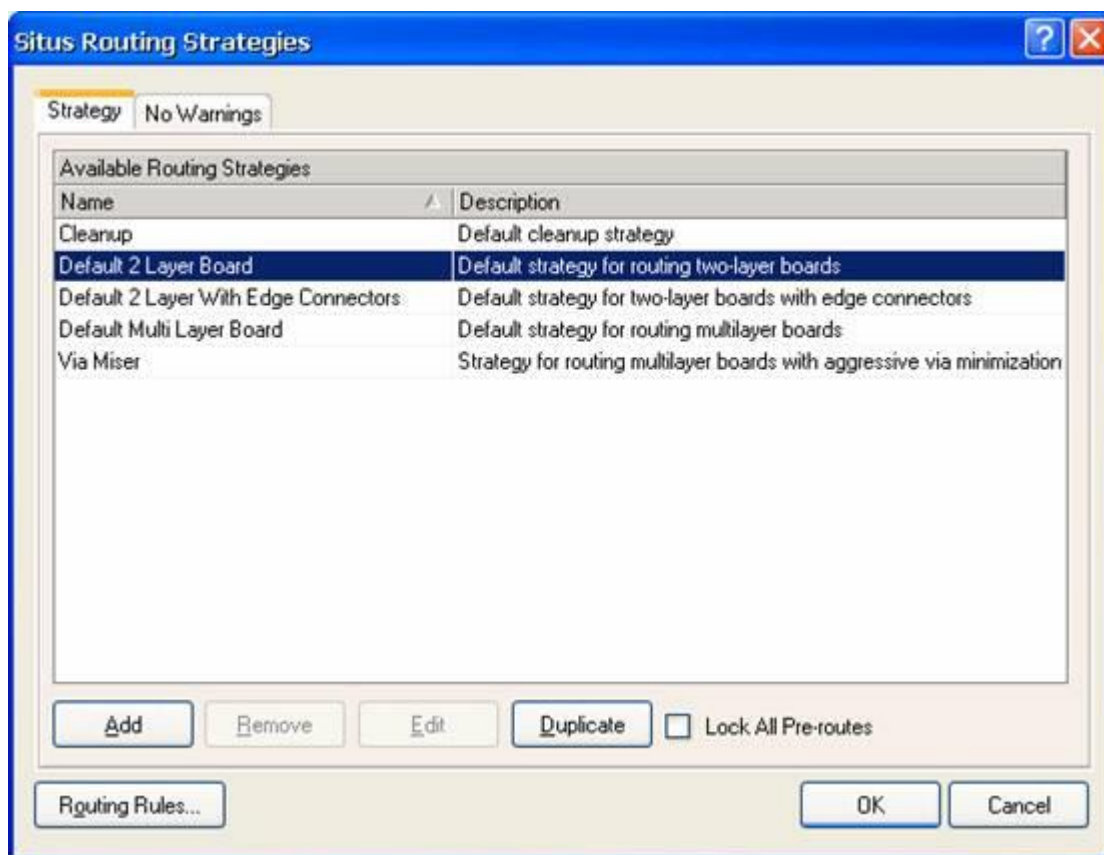 Situs Routing Strategies
Strategy No Warnings
Available Routing Strategies
Name Description
Cleanup Default cleanup strategy
Default 2 Layer Board Default strategy for routing two-layer boards
Default 2 Layer With Edge Connectors Default strategy for two-layer boards with edge connectors
Default Multi Layer Board Default strategy for routing multilayer boards
Via Miser Strategy for routing multilayer boards with aggressive via minimization
Add Remove Edit Duplicate Lock All Pre-routes
Routing Rules... OK Cancel